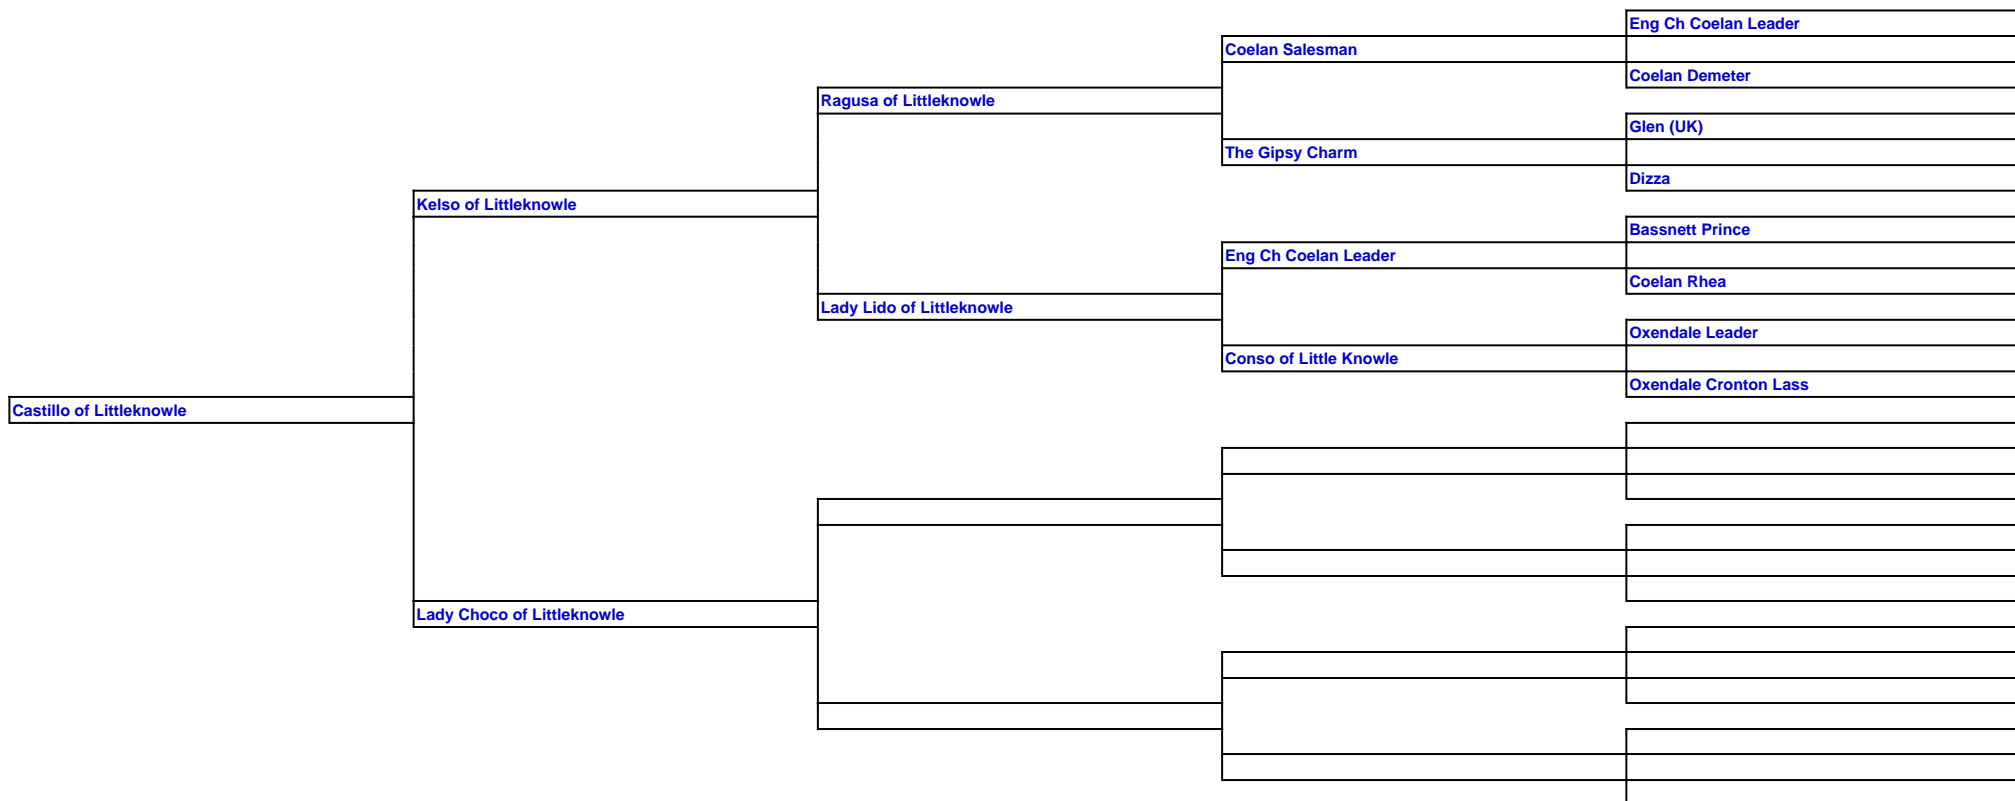 Eng Ch Coelan Leader
Coelan Salesman
Coelan Demeter
Ragusa of Littleknowle
Glen (UK)
The Gipsy Charm
Dizza
Kelso of Littleknowle
Bassnett Prince
Eng Ch Coelan Leader
Coelan Rhea
Lady Lido of Littleknowle
Oxendale Leader
Conso of Little Knowle
Oxendale Cronton Lass
Castillo of Littleknowle
Lady Choco of Littleknowle